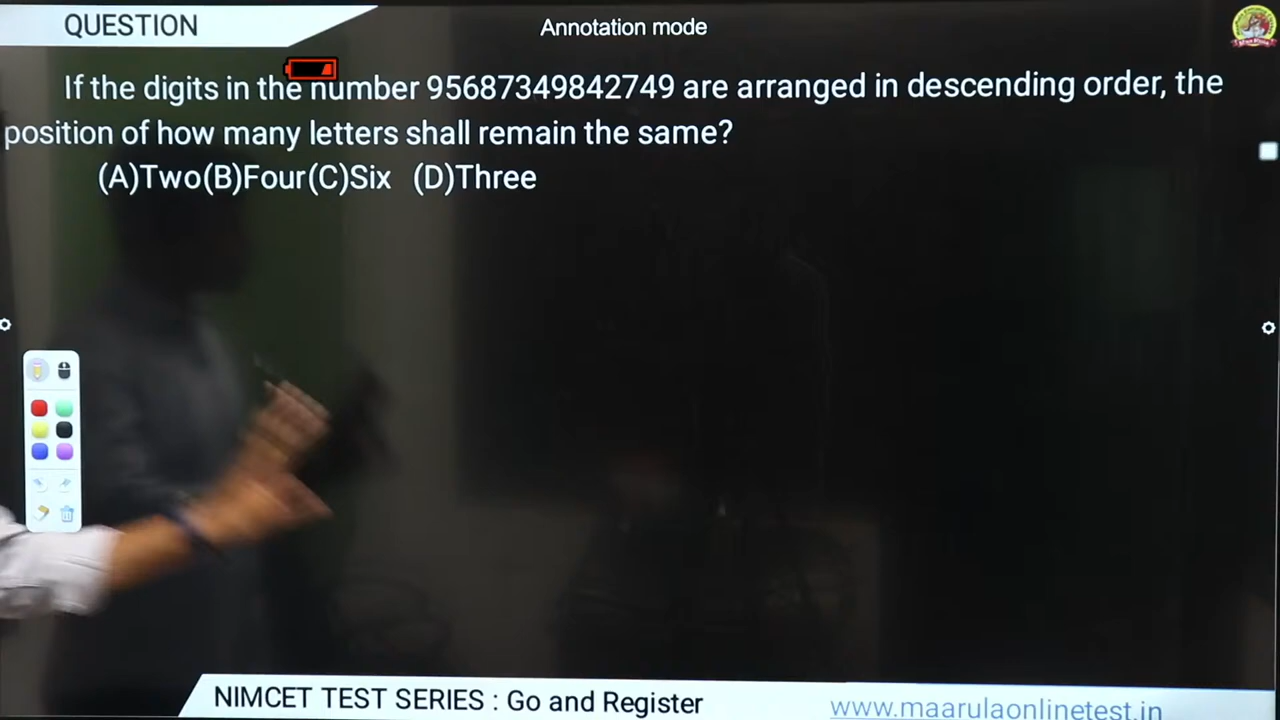 QUESTION
Annotation mode
If the digits in the number 95687349842749 are arranged in descending order, the
position of how many letters shall remain the same?
(A)Two(B)Four(C)Six (D)Three
NIMCET TEST SERIES : Go and Register
www.maarulaonlinetest.in